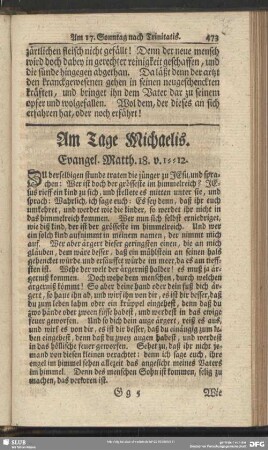 Am 17. Sonntag nach Trinitatis. 473
zärtlichen fleisch nicht gefällt! Denn der neue mensch
wird doch dabey in gerechter reinigkeit geschaffen, und
die sünde hingegen abgethan. Da läßt denn der artzt
den kranckgewesenen gehen in seinen neugeschenckten
kräfften, und bringet ihn dem Vater dar zu seinem
opfer und wolgefallen. Wol dem, der dieses an sich
erfahren hat, oder noch erfährt!
Am Tage Michaelis.
Evangel. Matth. 18. v. 1--12.
ZU derselbigen stunde traten die jünger zu JEsu, und spra-
chen: Wer ist doch der grösseste im himmelreich? JE-
sus rieff ein kind zu sich, und stellete es mitten unter sie, und
sprach: Warlich, ich sage euch: Es sey denn, daß ihr euch
umkehret, und werdet wie die kinder, so werdet ihr nicht in
das himmelreich kommen. Wer nun sich selbst erniedriget,
wie diß kind, der ist der grösseste im himmelreich. Und wer
ein solch kind aufnimmt in meinem namen, der nimmt mich
auf. Wer aber ärgert dieser geringsten einen, die an mich
gläuben, dem wäre besser, daß ein mühlstein an seinen hals
gehencket würde und ersäuffet würde im meer, da es am tieff-
sten ist. Wehe der welt der ärgerniß halber! es muß ja är-
gerniß kommen: Doch wehe dem menschen, durch welchen
ärgerniß kömmt! So aber deine hand oder dein fuß dich är-
gert, so haue ihn ab, und wirf ihn von dir, es ist dir besser, daß
du zum leben lahm oder ein krüppel eingehest, denn daß du
zwo hände oder zweene füsse habest, und werdest in das ewige
feuer geworfen. Und so dich dein auge ärgert, reiß es aus,
und wirf es von dir, es ist dir besser, daß du einäugig zum le-
ben eingehest, denn daß du zwey augen habest, und werdest
in das höllische feuer geworfen. Sehet zu, daß ihr nicht je-
mand von diesen kleinen verachtet: denn ich sage euch, ihre
engel im himmel sehen allezeit das angesicht meines Vaters
im himmel. Denn des menschen Sohn ist kommen, selig zu
machen, das verloren ist.
G g 5 Wie
SLUB